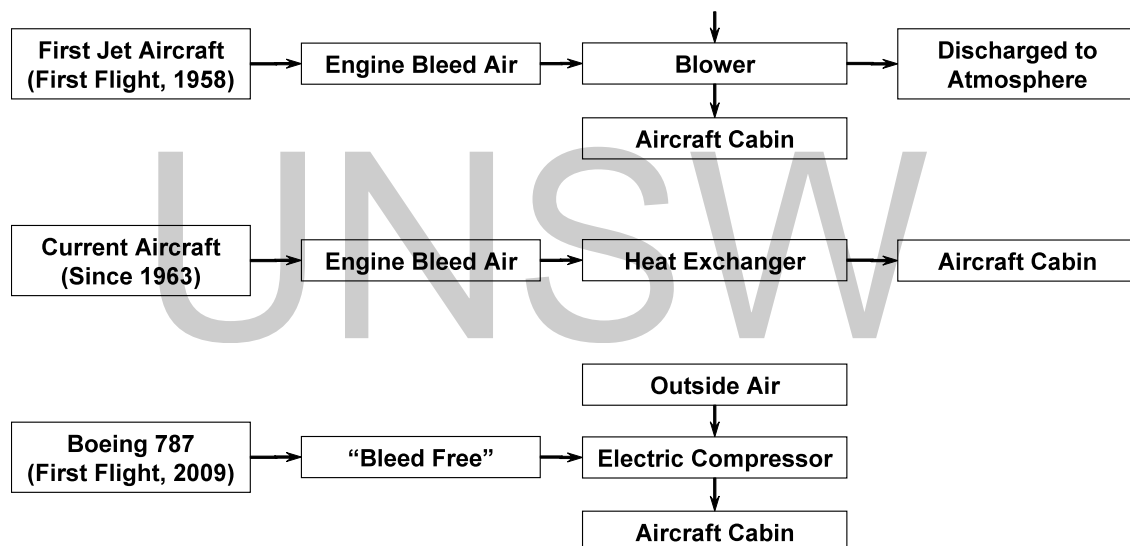 First Jet Aircraft
(First Flight, 1958)
Engine Bleed Air
Blower
Discharged to
Atmosphere
Aircraft Cabin
UNSW
Current Aircraft
(Since 1963)
Engine Bleed Air
Heat Exchanger
Aircraft Cabin
Outside Air
Boeing 787
(First Flight, 2009)
“Bleed Free”
Electric Compressor
Aircraft Cabin